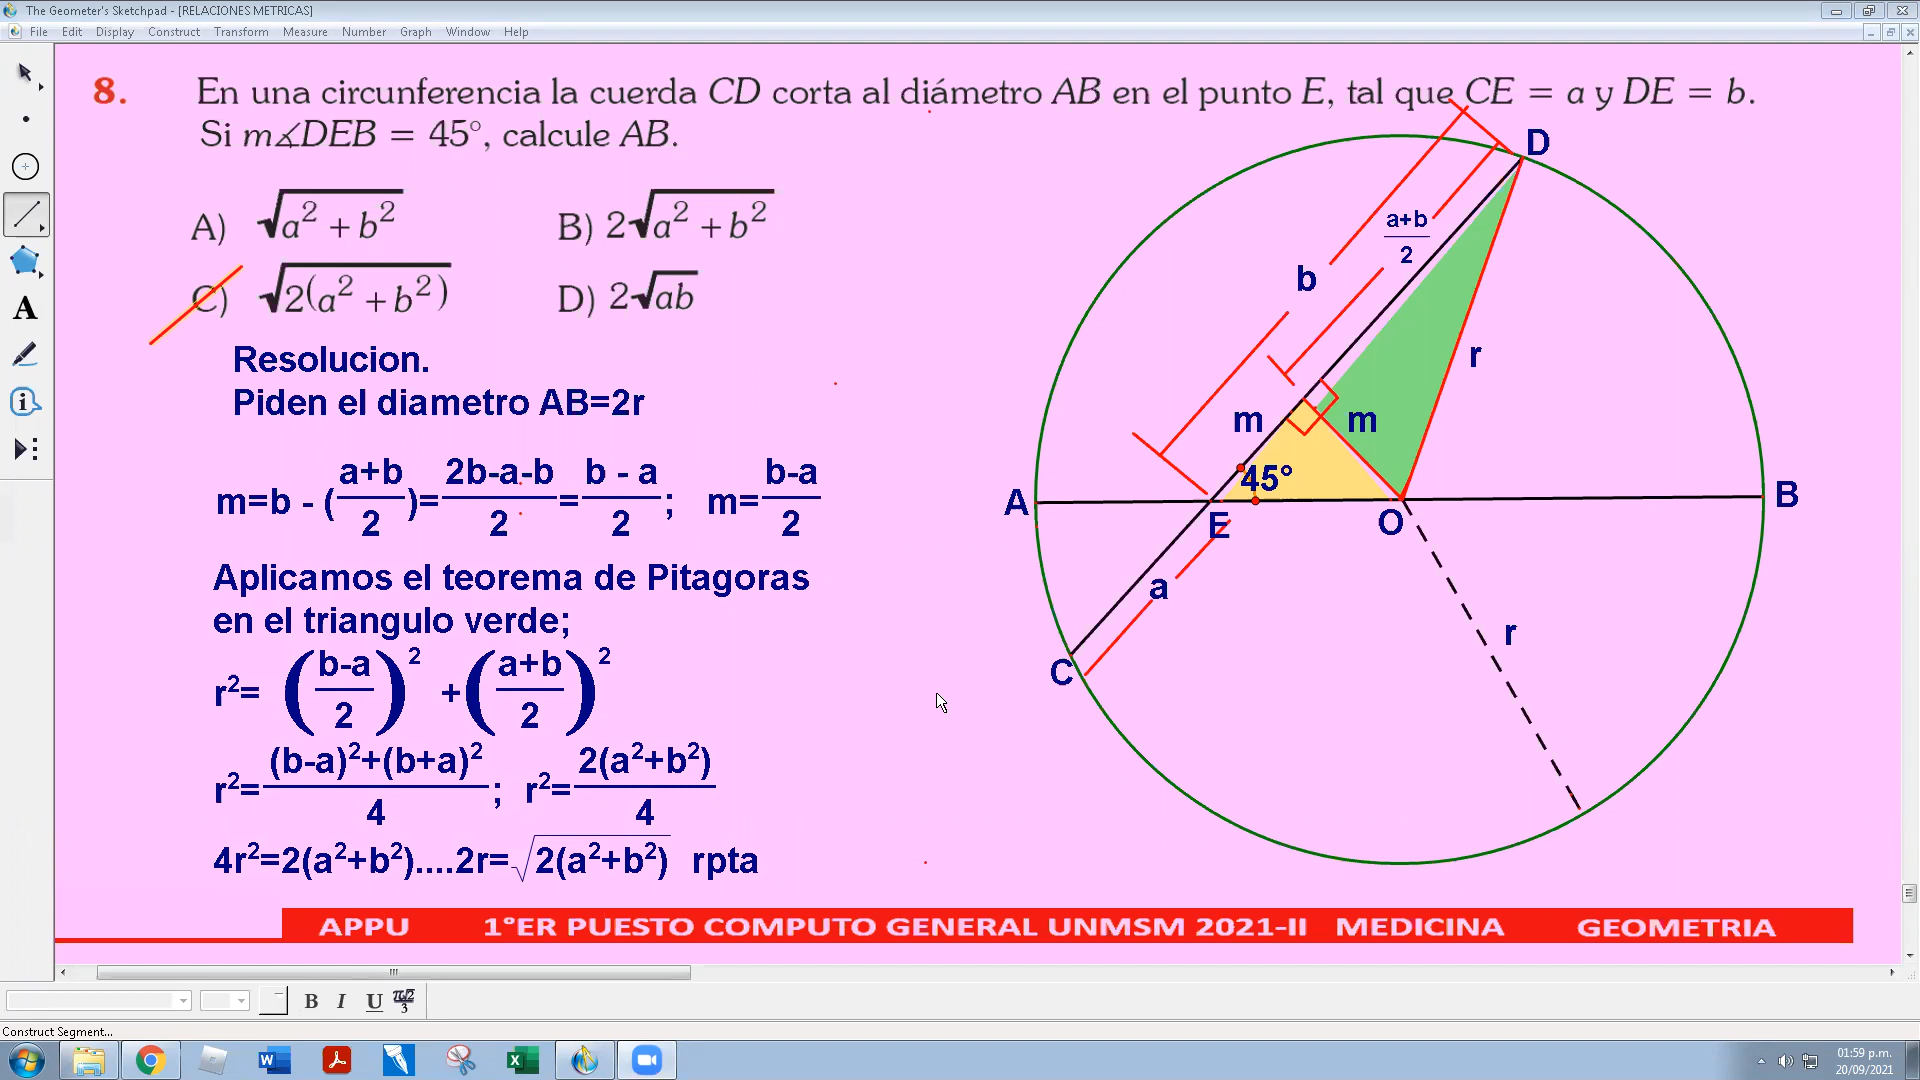 The Geometer's Sketchpad - [RELACIONES METRICAS]
File Edit Display Construct Transform Measure Number Graph Window Help
8. En una circunferencia la cuerda CD corta al diámetro AB en el punto E, tal que CE = a y DE = b.
Si m∡DEB = 45°, calcule AB.
A) √(a² + b²) B) 2√(a² + b²)
C) √(2(a² + b²)) D) 2√(ab)
Resolucion.
Piden el diametro AB=2r
m=b - (a+b/2)=2b-a-b/2=b - a/2; m=b-a/2
Aplicamos el teorema de Pitagoras
en el triangulo verde;
r²= (b-a/2)² +(a+b/2)²
r²=(b-a)²+(b+a)²/4; r²=2(a²+b²)/4
4r²=2(a²+b²)....2r=√2(a²+b²) rpta
D
a+b
2
b
r
m
m
45°
A
E
O
B
a
C
r
APPU 1°ER PUESTO COMPUTO GENERAL UNMSM 2021-II MEDICINA GEOMETRIA
B I U
Construct Segment...
01:59 p.m.
20/09/2021